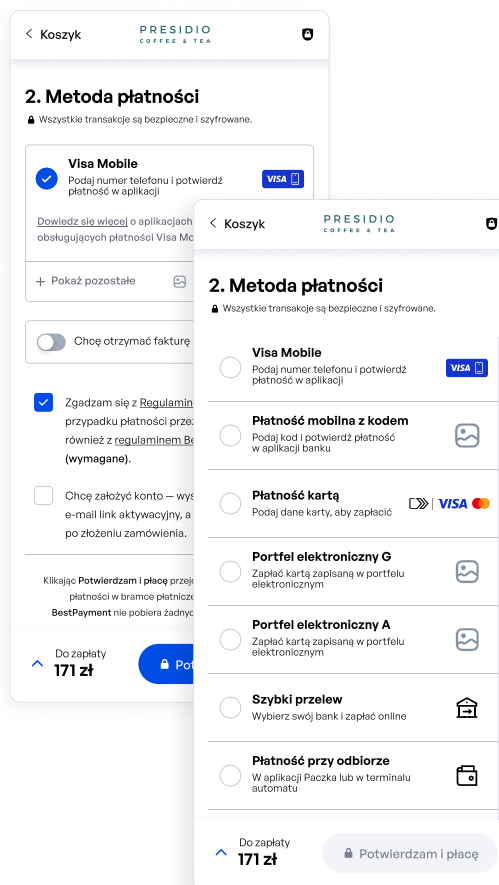 Koszyk
PRESIDIO
COFFEE & TEA
2. Metoda płatności
Wszystkie transakcje są bezpieczne i szyfrowane.
Visa Mobile
Podaj numer telefonu i potwierdź
płatność w aplikacji
VISA
Dowiedz się więcej o aplikacjach
obsługujących płatności Visa Mo
Pokaż pozostałe
Chcę otrzymać fakturę
Zgadzam się z Regulamin
przypadku płatności prze
również z regulaminem Be
(wymagane).
Chcę założyć konto — wyś
e-mail link aktywacyjny, a
po złożeniu zamówienia.
Klikając Potwierdzam i płacę przej
płatności w bramce płatnicze
BestPayment nie pobiera żadnyc
Do zapłaty
171 zł
Pot
Koszyk
PRESIDIO
COFFEE & TEA
2. Metoda płatności
Wszystkie transakcje są bezpieczne i szyfrowane.
Visa Mobile
Podaj numer telefonu i potwierdź
płatność w aplikacji
VISA
Płatność mobilna z kodem
Podaj kod i potwierdź płatność
w aplikacji banku
Płatność kartą
Podaj dane karty, aby zapłacić
VISA
Portfel elektroniczny G
Zapłać kartą zapisaną w portfelu
elektronicznym
Portfel elektroniczny A
Zapłać kartą zapisaną w portfelu
elektronicznym
Szybki przelew
Wybierz swój bank i zapłać online
Płatność przy odbiorze
W aplikacji Paczka lub w terminalu
automatu
Do zapłaty
171 zł
Potwierdzam i płacę